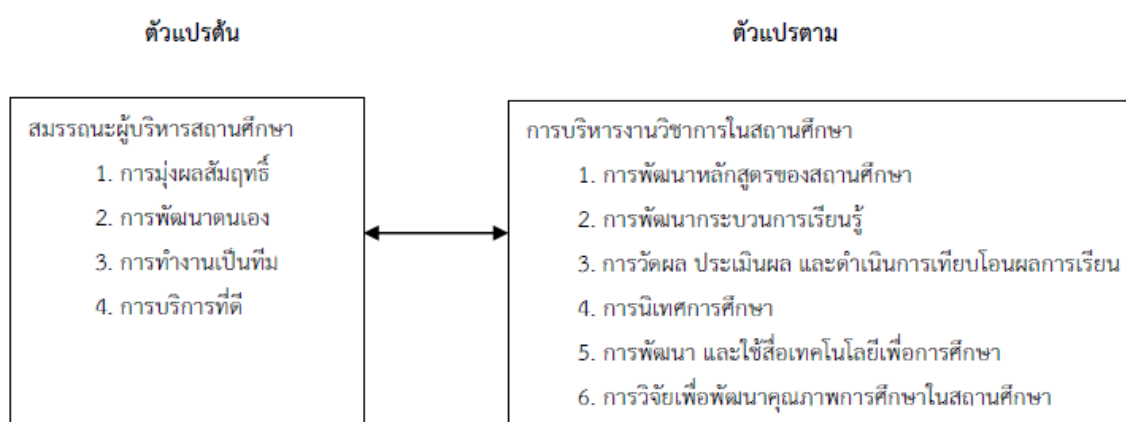 ตัวแปรต้น
ตัวแปรตาม
สมรรถนะผู้บริหารสถานศึกษา
1. การมุ่งผลสัมฤทธิ์
2. การพัฒนาตนเอง
3. การทำงานเป็นทีม
4. การบริการที่ดี
การบริหารงานวิชาการในสถานศึกษา
1. การพัฒนาหลักสูตรของสถานศึกษา
2. การพัฒนากระบวนการเรียนรู้
3. การวัดผล ประเมินผล และดำเนินการเทียบโอนผลการเรียน
4. การนิเทศการศึกษา
5. การพัฒนา และใช้สื่อเทคโนโลยีเพื่อการศึกษา
6. การวิจัยเพื่อพัฒนาคุณภาพการศึกษาในสถานศึกษา